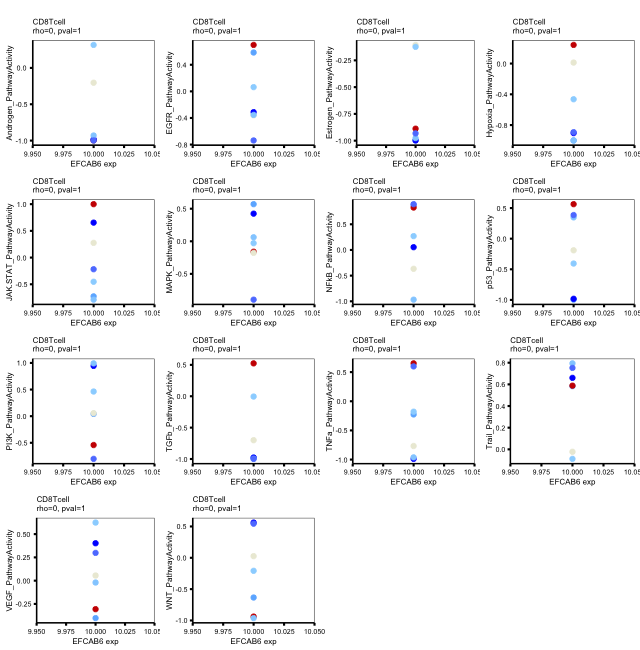 CD8Tcell
rho=0, pval=1
Androgen_PathwayActivity
0.0
-0.5
-1.0
9.950 9.975 10.000 10.025 10.05
EFCAB6 exp
CD8Tcell
rho=0, pval=1
EGFR_PathwayActivity
0.4
0.0
-0.4
-0.8
9.950 9.975 10.000 10.025 10.05
EFCAB6 exp
CD8Tcell
rho=0, pval=1
Estrogen_PathwayActivity
-0.25
-0.50
-0.75
-1.00
9.950 9.975 10.000 10.025 10.05
EFCAB6 exp
CD8Tcell
rho=0, pval=1
Hypoxia_PathwayActivity
0.0
-0.4
-0.8
9.950 9.975 10.000 10.025 10.05
EFCAB6 exp
CD8Tcell
rho=0, pval=1
JAK.STAT_PathwayActivity
1.0
0.5
0.0
-0.5
9.950 9.975 10.000 10.025 10.05
EFCAB6 exp
CD8Tcell
rho=0, pval=1
MAPK_PathwayActivity
0.5
0.0
-0.5
9.950 9.975 10.000 10.025 10.05
EFCAB6 exp
CD8Tcell
rho=0, pval=1
NFkB_PathwayActivity
0.5
0.0
-0.5
-1.0
9.950 9.975 10.000 10.025 10.05
EFCAB6 exp
CD8Tcell
rho=0, pval=1
p53_PathwayActivity
0.5
0.0
-0.5
-1.0
9.950 9.975 10.000 10.025 10.05
EFCAB6 exp
CD8Tcell
rho=0, pval=1
PI3K_PathwayActivity
1.0
0.5
0.0
-0.5
9.950 9.975 10.000 10.025 10.05
EFCAB6 exp
CD8Tcell
rho=0, pval=1
TGFb_PathwayActivity
0.5
0.0
-0.5
-1.0
9.950 9.975 10.000 10.025 10.05
EFCAB6 exp
CD8Tcell
rho=0, pval=1
TNFa_PathwayActivity
0.5
0.0
-0.5
-1.0
9.950 9.975 10.000 10.025 10.05
EFCAB6 exp
CD8Tcell
rho=0, pval=1
Trail_PathwayActivity
0.8
0.6
0.4
0.2
0.0
9.950 9.975 10.000 10.025 10.05
EFCAB6 exp
CD8Tcell
rho=0, pval=1
VEGF_PathwayActivity
0.50
0.25
0.00
-0.25
9.950 9.975 10.000 10.025 10.05
EFCAB6 exp
CD8Tcell
rho=0, pval=1
WNT_PathwayActivity
0.5
0.0
-0.5
-1.0
9.950 9.975 10.000 10.025 10.050
EFCAB6 exp